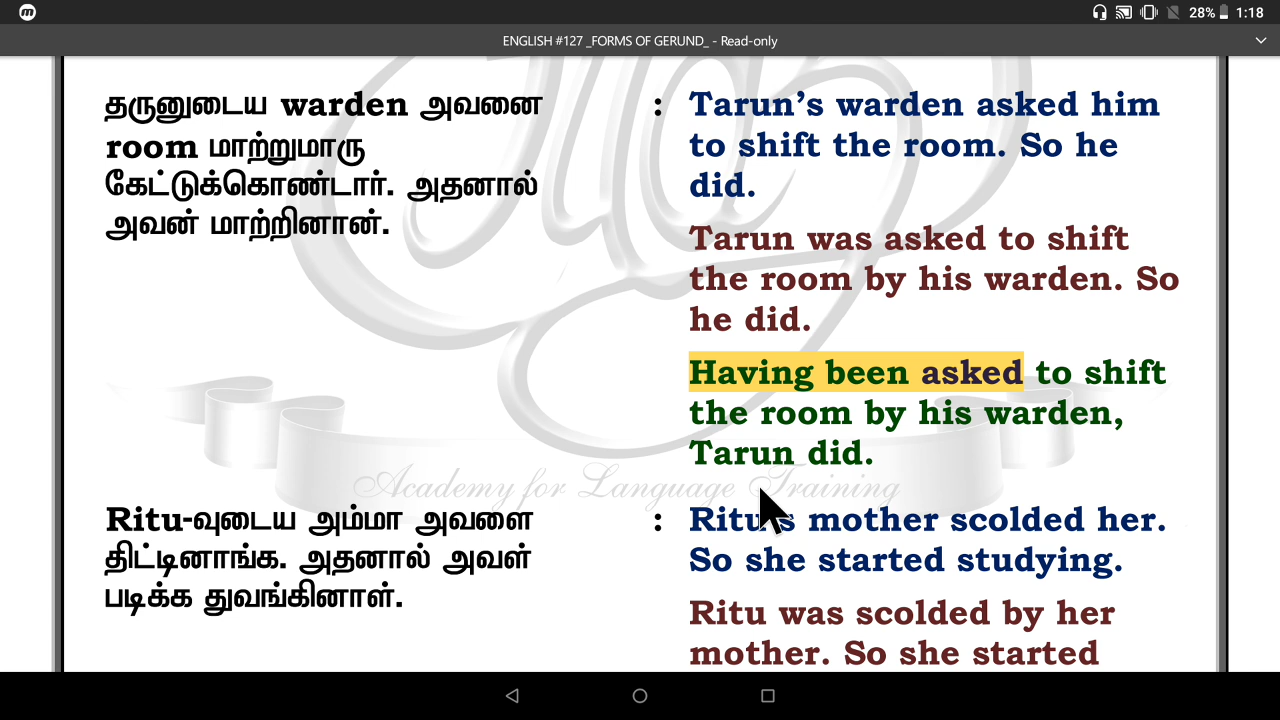 28% 1:18
ENGLISH #127 _FORMS OF GERUND_ - Read-only
தருனுடைய warden அவனை
room மாற்றுமாரு
கேட்டுக்கொண்டார். அதனால்
அவன் மாற்றினான்.
: Tarun’s warden asked him
to shift the room. So he
did.
Tarun was asked to shift
the room by his warden. So
he did.
Having been asked to shift
the room by his warden,
Tarun did.
Academy for Language Training
Ritu-வுடைய அம்மா அவளை
திட்டினாங்க. அதனால் அவள்
படிக்க துவங்கினாள்.
: Ritu's mother scolded her.
So she started studying.
Ritu was scolded by her
mother. So she started